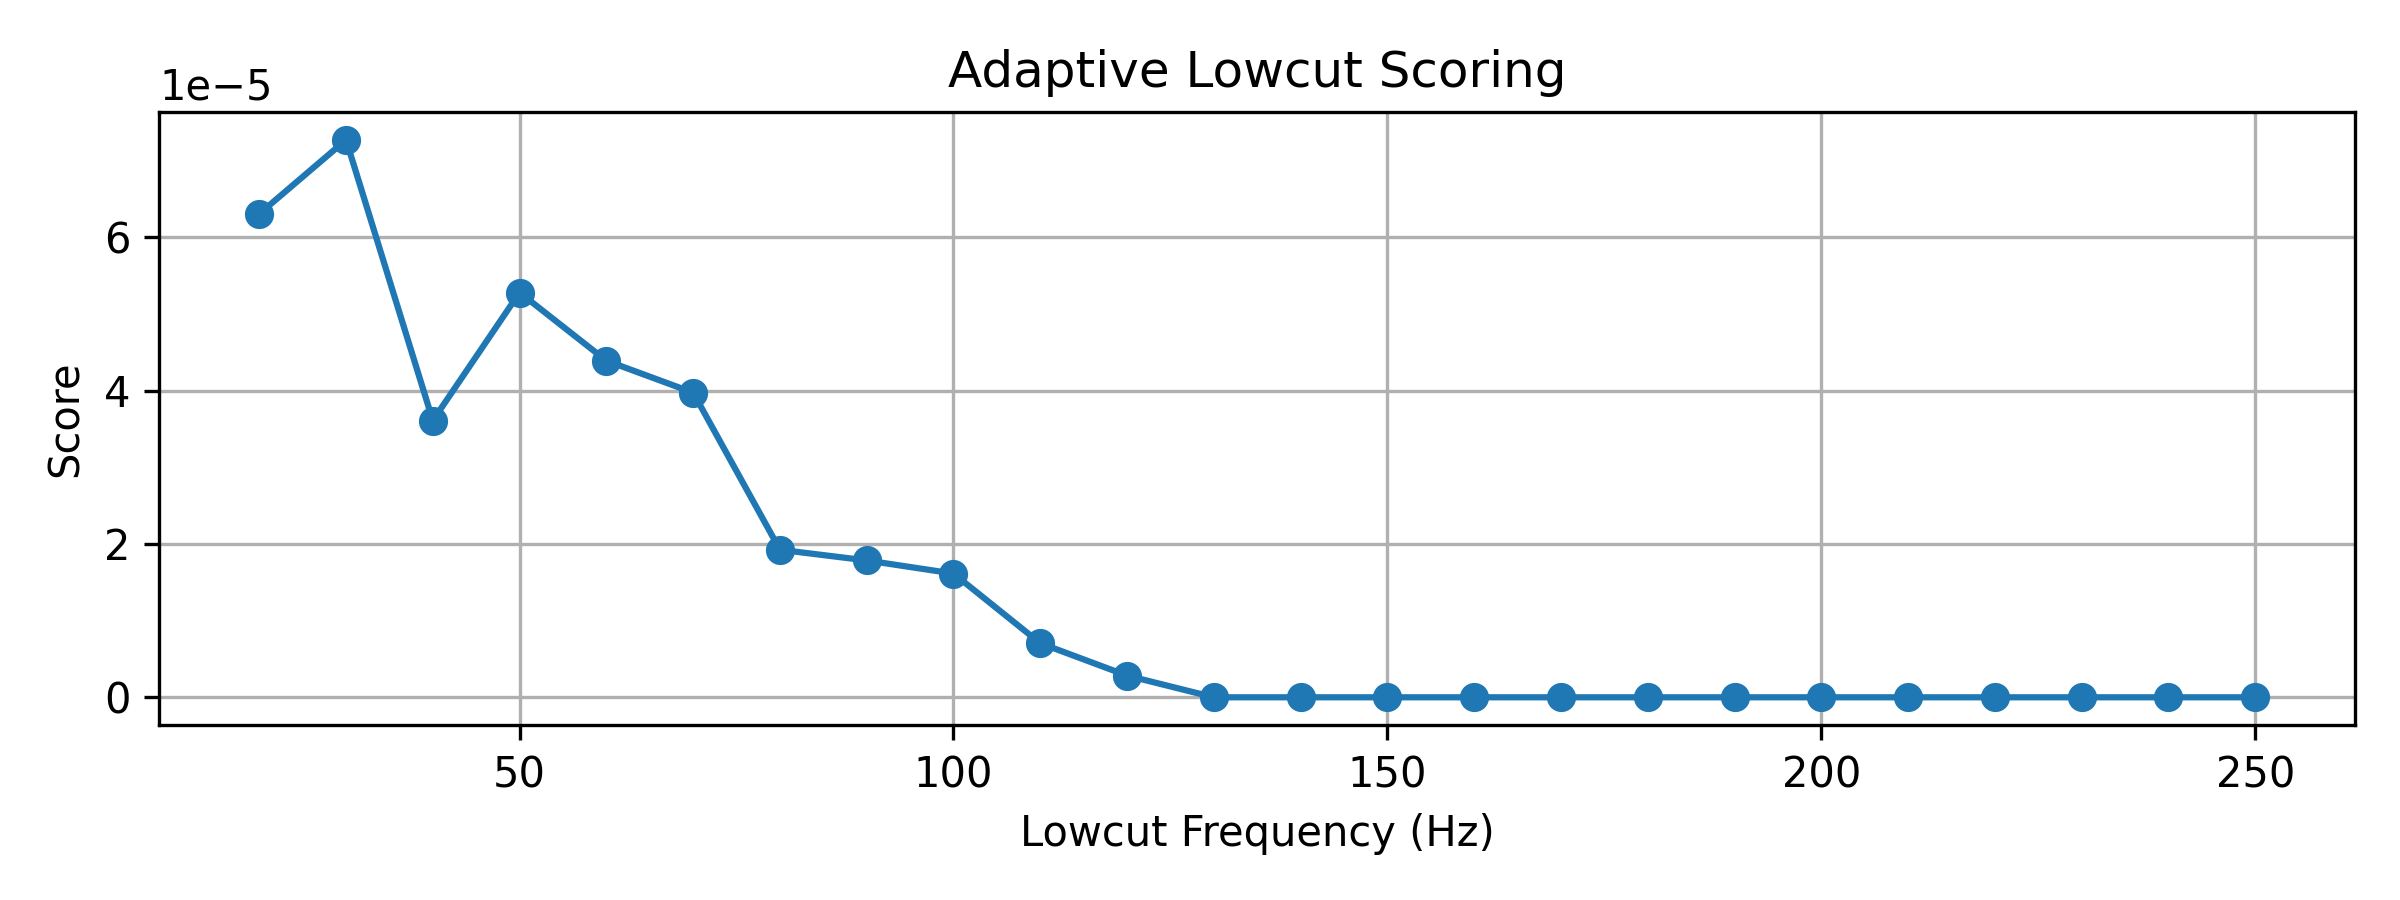 Adaptive Lowcut Scoring
1e−5
6
4
2
0
Score
50 100 150 200 250
Lowcut Frequency (Hz)